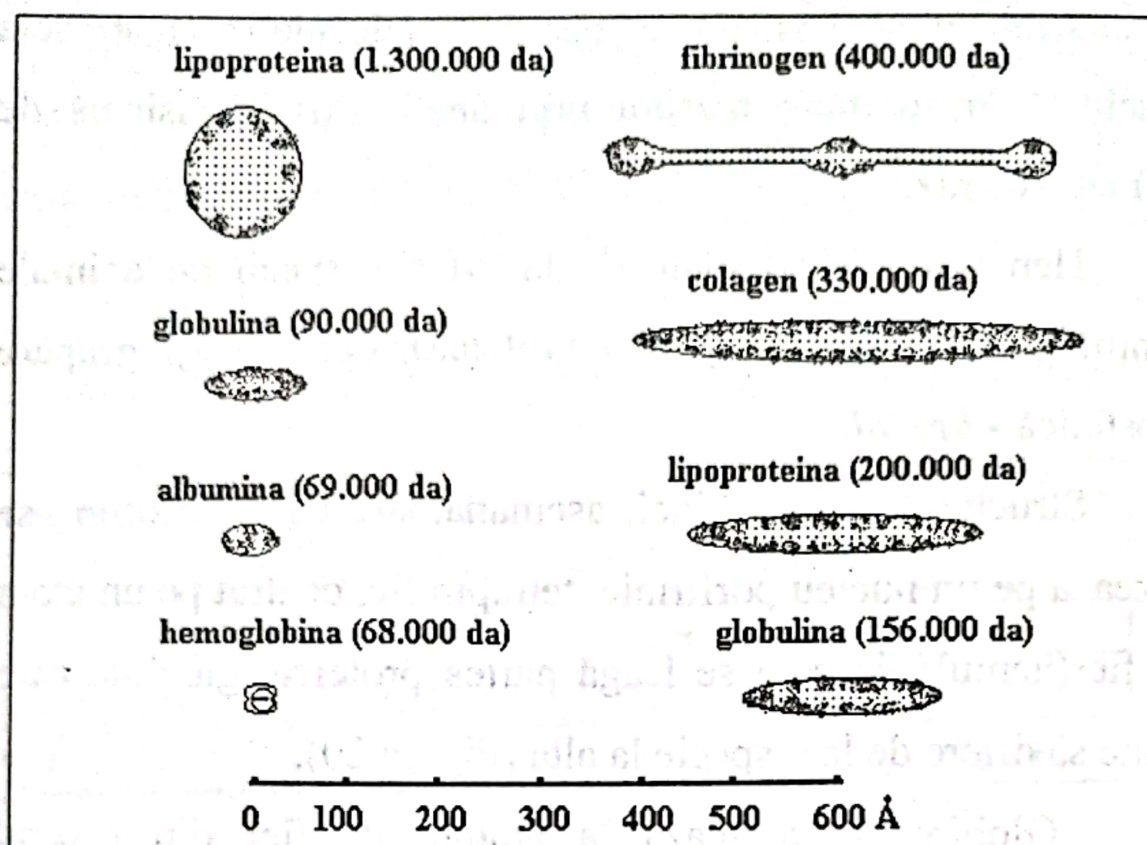 lipoproteina (1.300.000 da)
fibrinogen (400.000 da)
globulina (90.000 da)
colagen (330.000 da)
albumina (69.000 da)
lipoproteina (200.000 da)
hemoglobina (68.000 da)
globulina (156.000 da)
0 100 200 300 400 500 600 Å